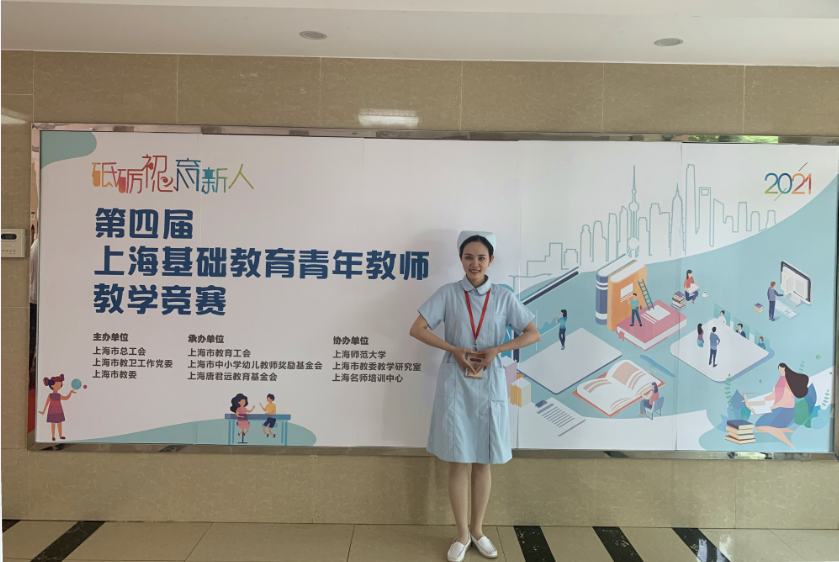 砥砺初心育新人
2021
第四届
上海基础教育青年教师
教学竞赛
主办单位
上海市总工会
上海市教卫工作党委
上海市教委
承办单位
上海市教育工会
上海市中小学幼儿教师奖励基金会
上海唐君远教育基金会
协办单位
上海师范大学
上海市教委教学研究室
上海名师培训中心